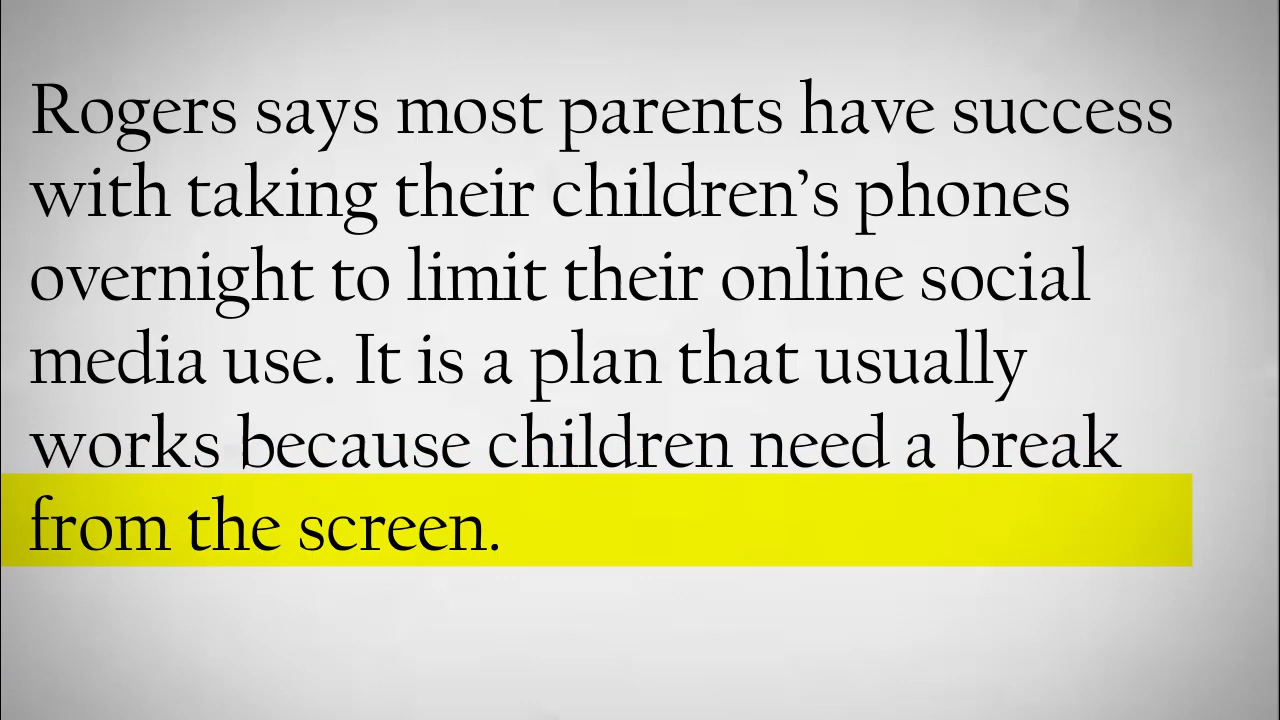 Rogers says most parents have success
with taking their children’s phones
overnight to limit their online social
media use. It is a plan that usually
works because children need a break
from the screen.